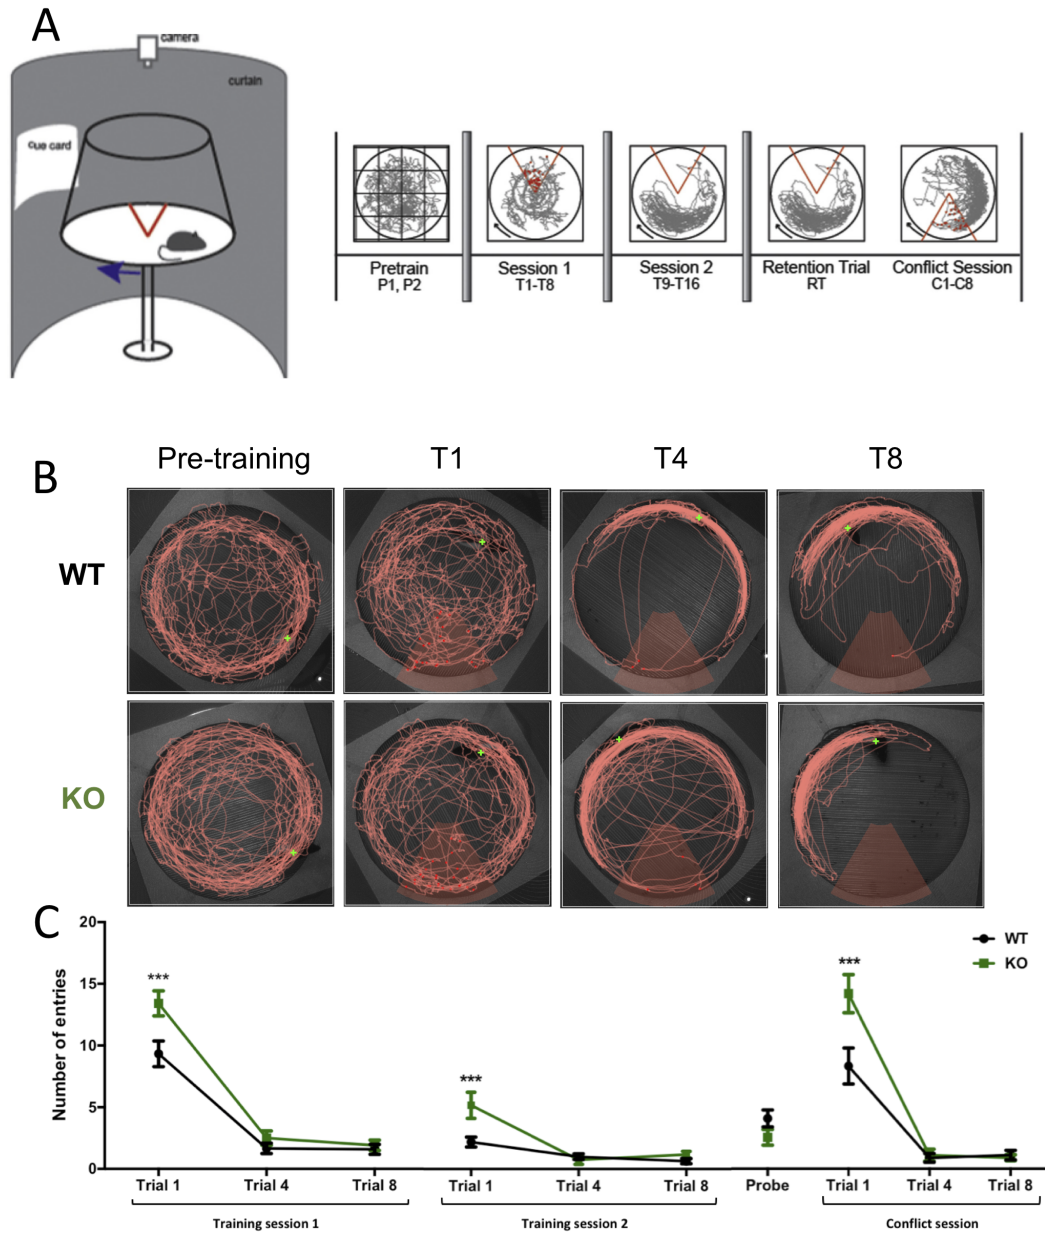 A
camera
curtain
cue card
Pretrain
P1, P2
Session 1
T1-T8
Session 2
T9-T16
Retention Trial
RT
Conflict Session
C1-C8
B
Pre-training T1 T4 T8
WT
KO
C
Number of entries
20
15
10
5
0
***
***
***
WT
KO
Trial 1 Trial 4 Trial 8 Trial 1 Trial 4 Trial 8 Probe Trial 1 Trial 4 Trial 8
Training session 1 Training session 2 Conflict session